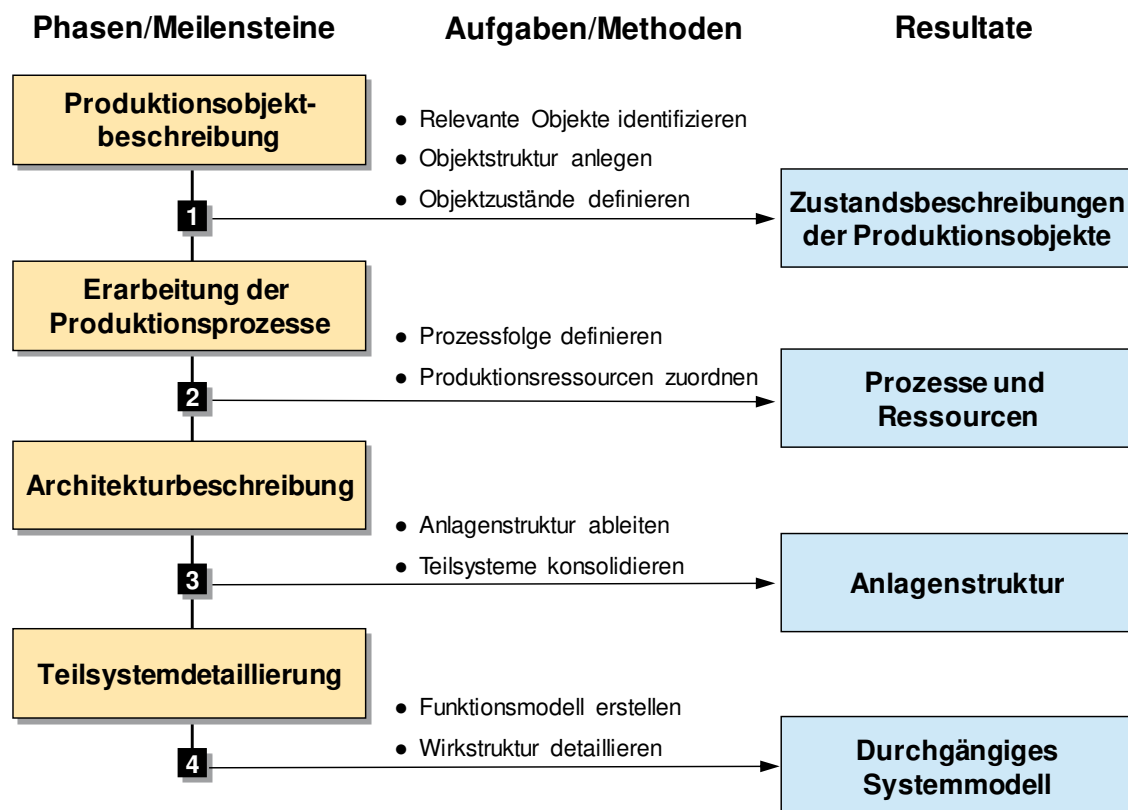 Phasen/Meilensteine
Aufgaben/Methoden
Resultate
Produktionsobjekt-
beschreibung
● Relevante Objekte identifizieren
● Objektstruktur anlegen
● Objektzustände definieren
1
Zustandsbeschreibungen
der Produktionsobjekte
Erarbeitung der
Produktionsprozesse
● Prozessfolge definieren
● Produktionsressourcen zuordnen
2
Prozesse und
Ressourcen
Architekturbeschreibung
● Anlagenstruktur ableiten
● Teilsysteme konsolidieren
3
Anlagenstruktur
Teilsystemdetaillierung
● Funktionsmodell erstellen
● Wirkstruktur detaillieren
4
Durchgängiges
Systemmodell